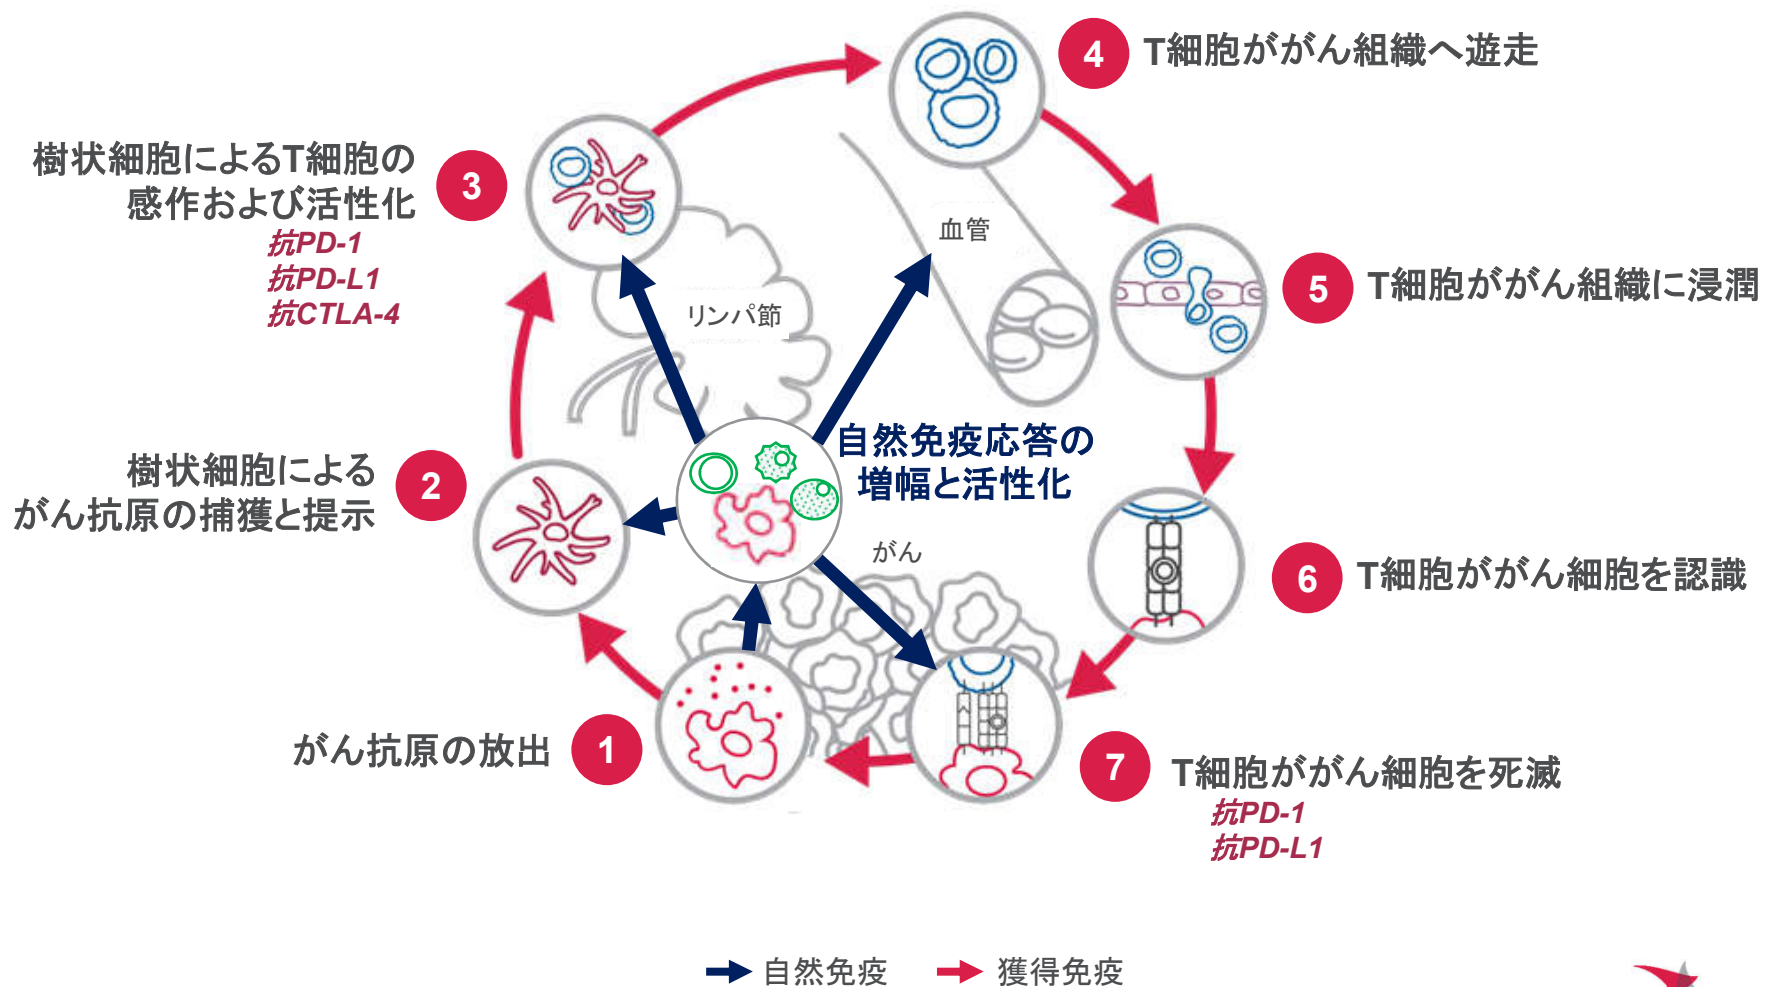 4
T細胞ががん組織へ遊走
樹状細胞によるT細胞の
感作および活性化
3
抗PD-1
抗PD-L1
抗CTLA-4
血管
5
T細胞ががん組織に浸潤
リンパ節
自然免疫応答の
増幅と活性化
樹状細胞による
がん抗原の捕獲と提示
2
がん
6
T細胞ががん細胞を認識
がん抗原の放出
1
7
T細胞ががん細胞を死滅
抗PD-1
抗PD-L1
自然免疫
獲得免疫